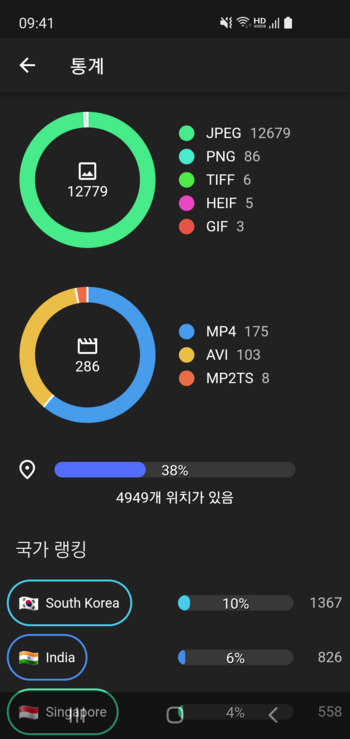 09:41 HD VOICE
통계
12779
JPEG 12679
PNG 86
TIFF 6
HEIF 5
GIF 3
286
MP4 175
AVI 103
MP2TS 8
38%
4949개 위치가 있음
국가 랭킹
South Korea 10% 1367
India 6% 826
Singapore 4% 558